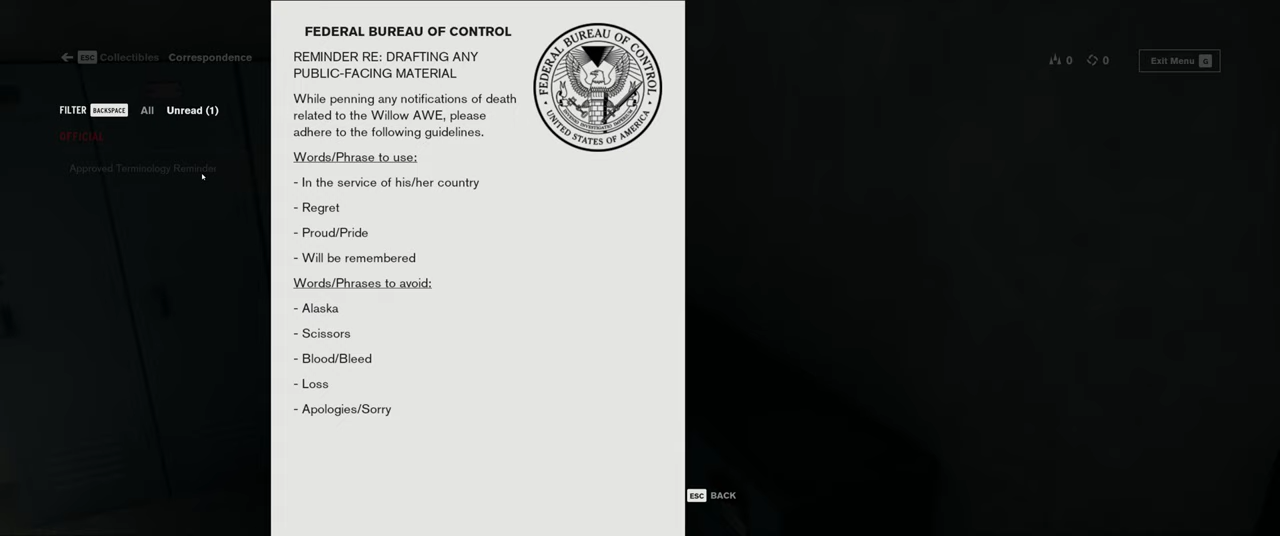 FEDERAL BUREAU OF CONTROL
REMINDER RE: DRAFTING ANY
PUBLIC-FACING MATERIAL
While penning any notifications of death
related to the Willow AWE, please
adhere to the following guidelines.
Words/Phrase to use:
- In the service of his/her country
- Regret
- Proud/Pride
- Will be remembered
Words/Phrases to avoid:
- Alaska
- Scissors
- Blood/Bleed
- Loss
- Apologies/Sorry
FEDERAL BUREAU OF CONTROL
UNITED STATES OF AMERICA
ESC Collectibles Correspondence
FILTER BACKSPACE All Unread (1)
OFFICIAL
Approved Terminology Reminder
0 0
Exit Menu G
ESC BACK